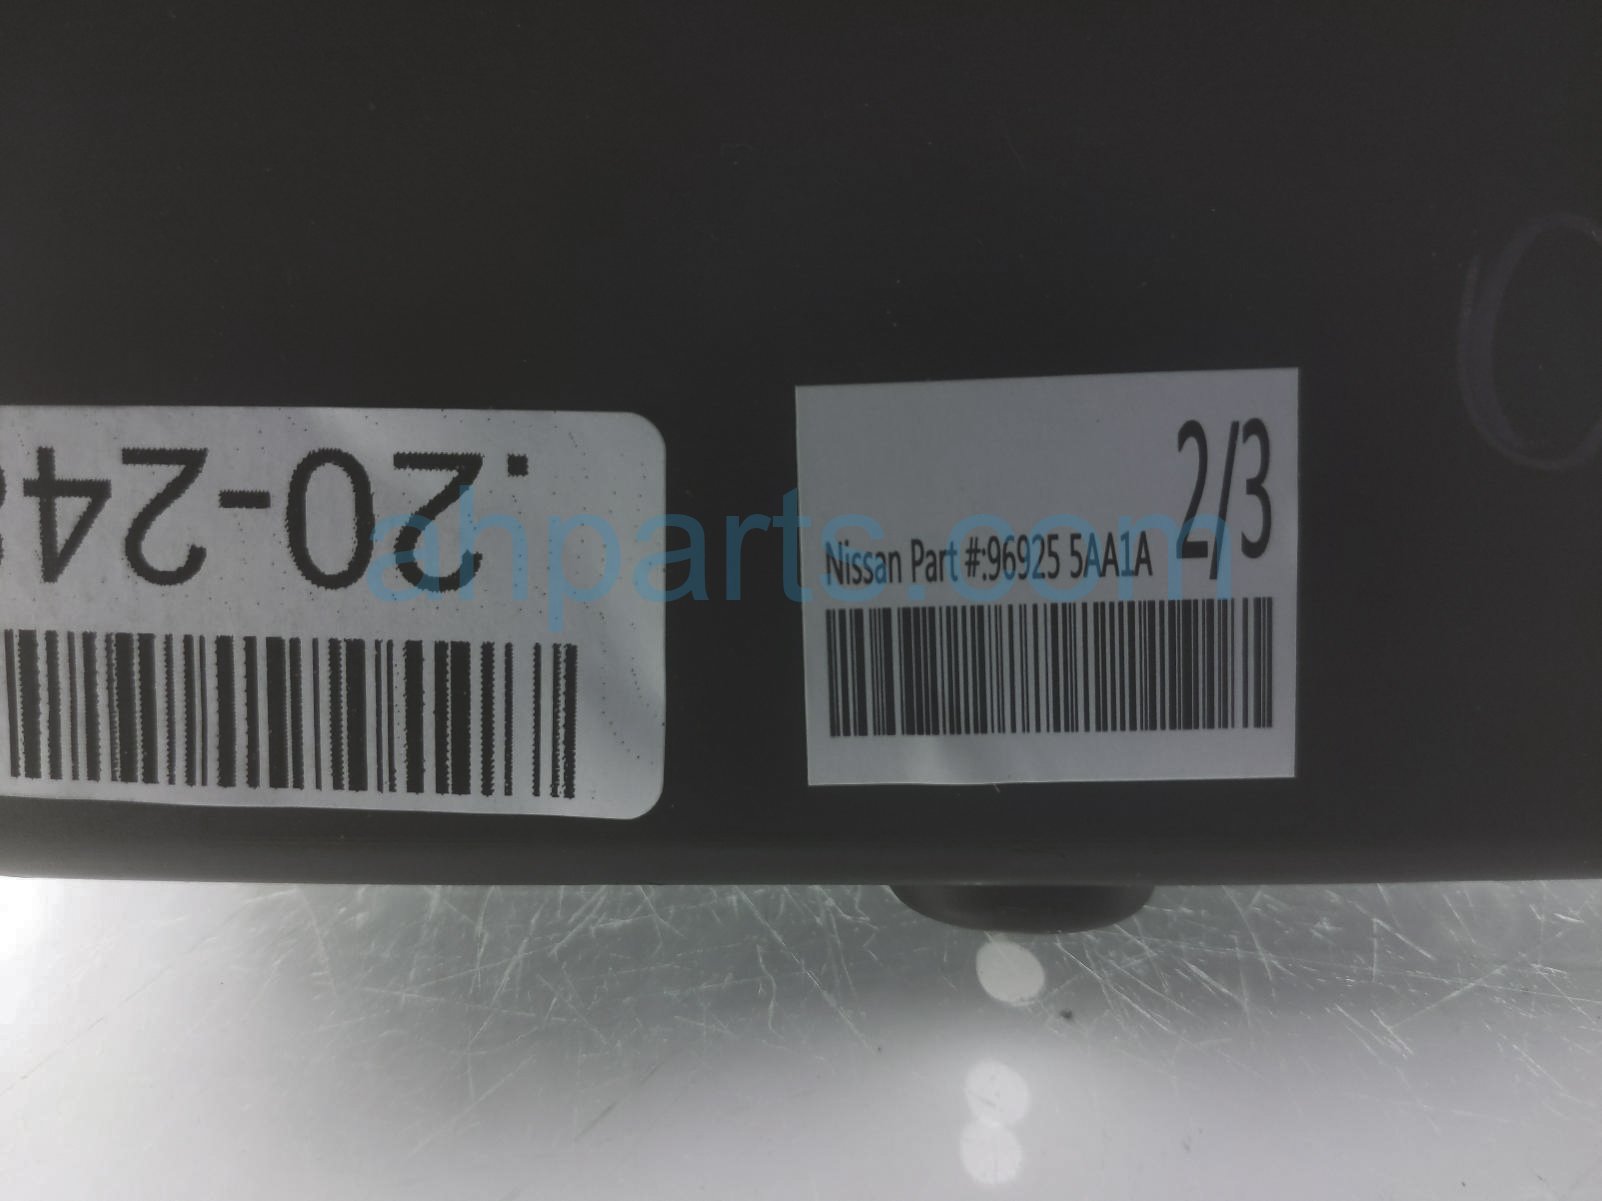 .20-24
2/3
Nissan Part #:96925 5AA1A
ahparts.com